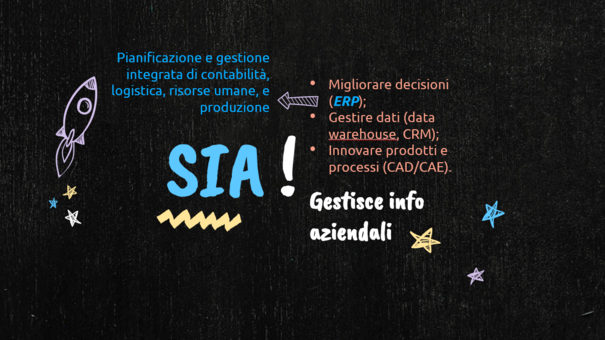 Pianificazione e gestione
integrata di contabilità,
logistica, risorse umane, e
produzione
• Migliorare decisioni
(ERP);
• Gestire dati (data
warehouse, CRM);
• Innovare prodotti e
processi (CAD/CAE).
SIA!
Gestisce info
aziendali